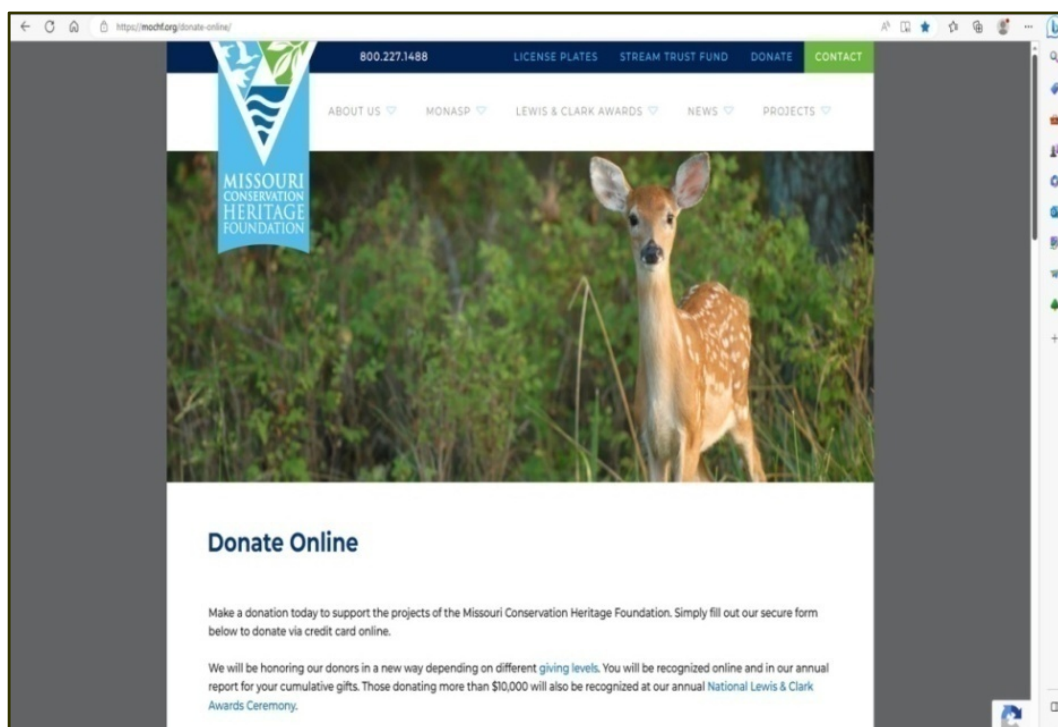 https://mochf.org/donate-online/
800.227.1488 LICENSE PLATES STREAM TRUST FUND DONATE CONTACT
ABOUT US MONASP LEWIS & CLARK AWARDS NEWS PROJECTS
MISSOURI
CONSERVATION
HERITAGE
FOUNDATION
Donate Online
Make a donation today to support the projects of the Missouri Conservation Heritage Foundation. Simply fill out our secure form
below to donate via credit card online.
We will be honoring our donors in a new way depending on different giving levels. You will be recognized online and in our annual
report for your cumulative gifts. Those donating more than $10,000 will also be recognized at our annual National Lewis & Clark
Awards Ceremony.